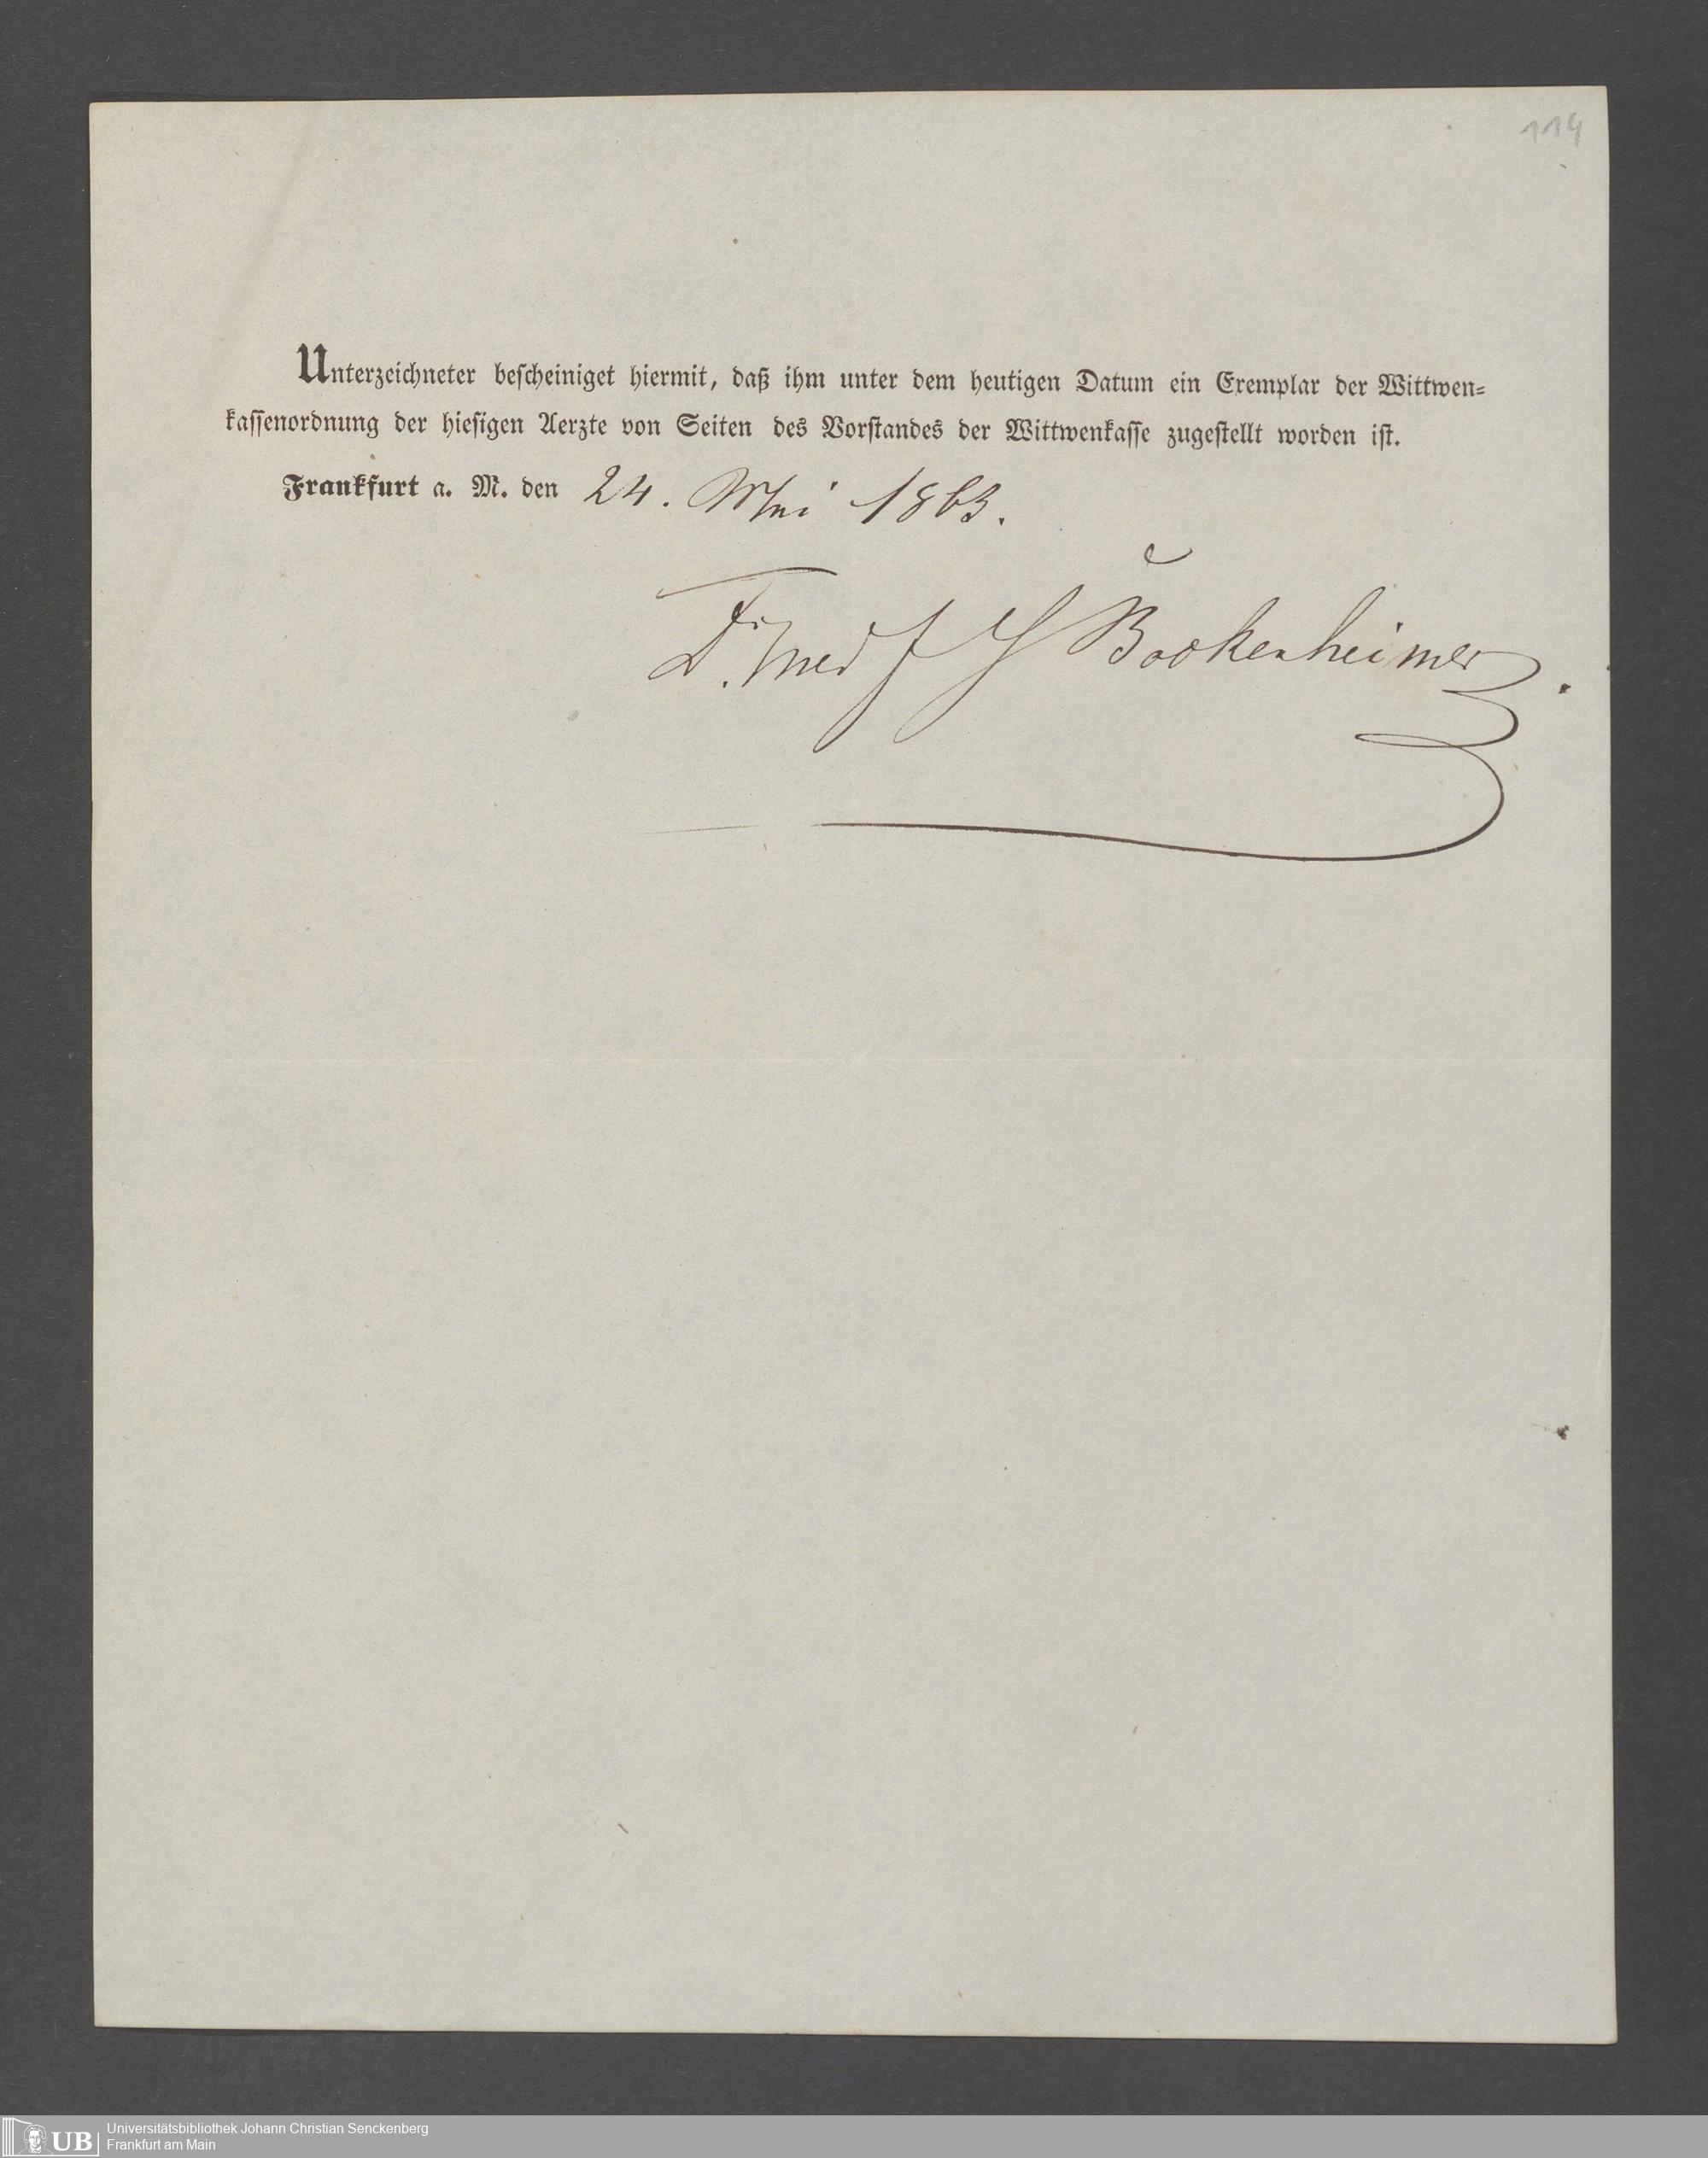 114
Unterzeichneter bescheiniget hiermit, daß ihm unter dem heutigen Datum ein Exemplar der Wittwen-
kassenordnung der hiesigen Aerzte von Seiten des Vorstandes der Wittwenkasse zugestellt worden ist.
Frankfurt a. M. den 24. Mai 1863.
Dr. med J H Bockenheimer.
UB
Universitätsbibliothek Johann Christian Senckenberg
Frankfurt am Main